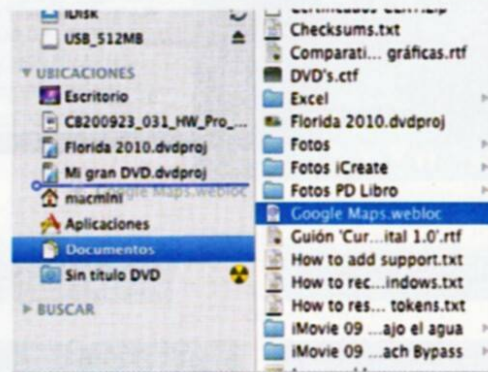 iDisk
USB_512MB
▼ UBICACIONES
Escritorio
C8200923_031_HW_Pro_...
Florida 2010.dvdproj
Mi gran DVD.dvdproj
Google Maps.webloc
macmini
Aplicaciones
Documentos
Sin título DVD
▶ BUSCAR
Checksums.txt
Comparati... gráficas.rtf
DVD's.ctf
Excel
Florida 2010.dvdproj
Fotos
Fotos iCreate
Fotos PD Libro
Google Maps.webloc
Guión 'Cur...ital 1.0'.rtf
How to add support.txt
How to rec...indows.txt
How to res... tokens.txt
iMovie 09 ...ajo el agua
iMovie 09 ...ach Bypass